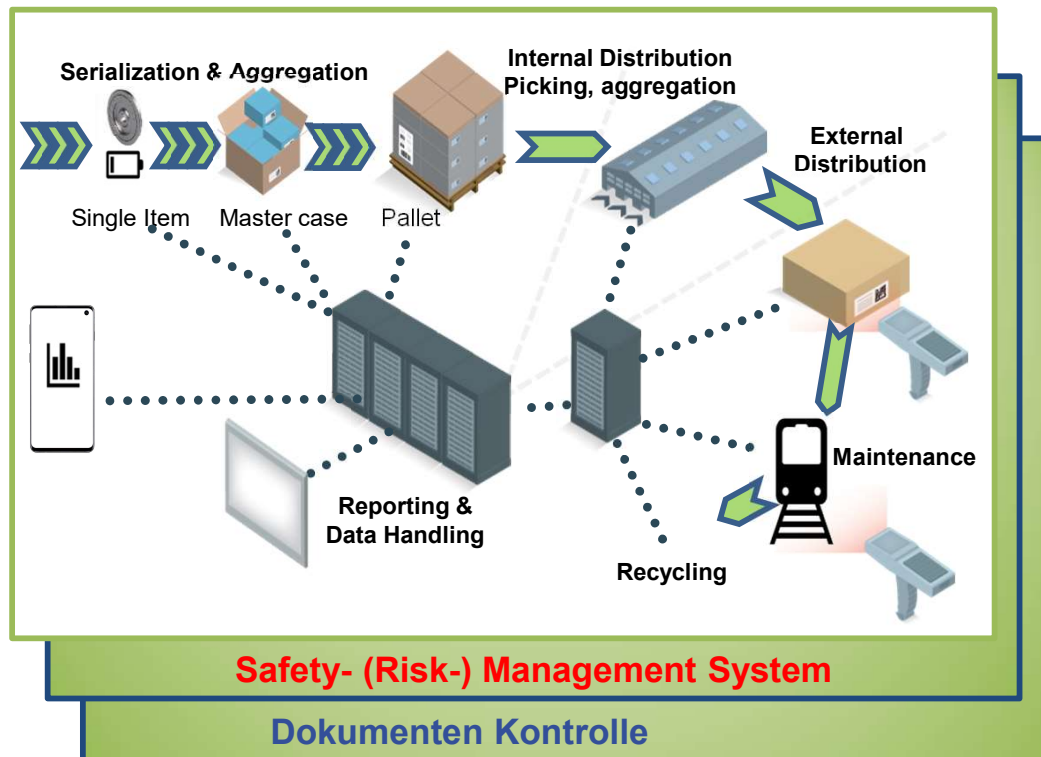 Serialization & Aggregation
Internal Distribution
Picking, aggregation
External
Distribution
Single Item
Master case
Pallet
Maintenance
Reporting &
Data Handling
Recycling
Safety- (Risk-) Management System
Dokumenten Kontrolle